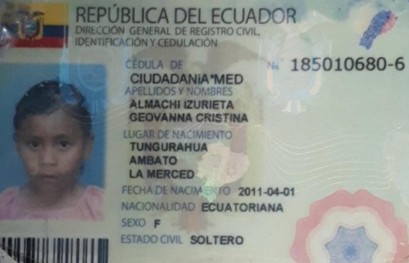 REPÚBLICA DEL ECUADOR
DIRECCIÓN GENERAL DE REGISTRO CIVIL,
IDENTIFICACIÓN Y CEDULACIÓN
CÉDULA DE
CIUDADANIA*MED
Nº 185010680-6
APELLIDOS Y NOMBRES
ALMACHI IZURIETA
GEOVANNA CRISTINA
LUGAR DE NACIMIENTO
TUNGURAHUA
AMBATO
LA MERCED
FECHA DE NACIMIENTO 2011-04-01
NACIONALIDAD ECUATORIANA
SEXO F
ESTADO CIVIL SOLTERO